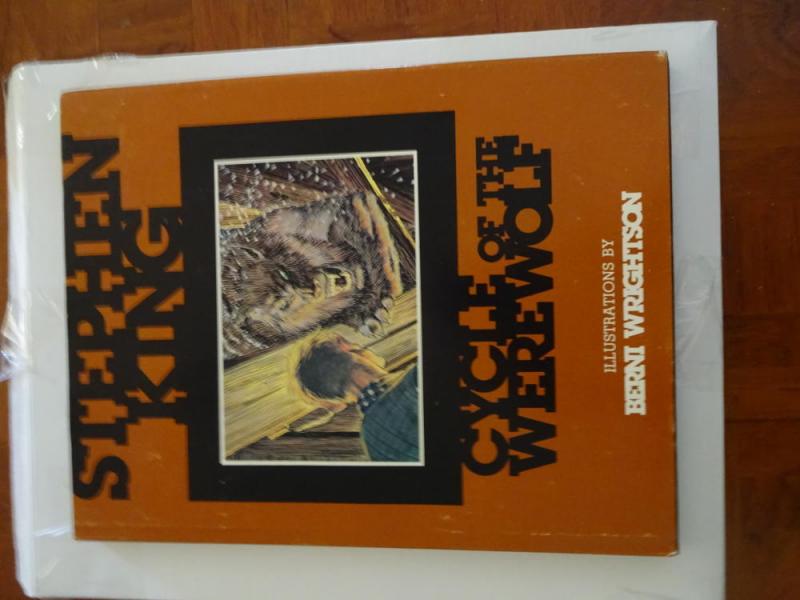 STEPHEN
KING
CYCLE OF THE
WEREWOLF
ILLUSTRATIONS BY
BERNI WRIGHTSON